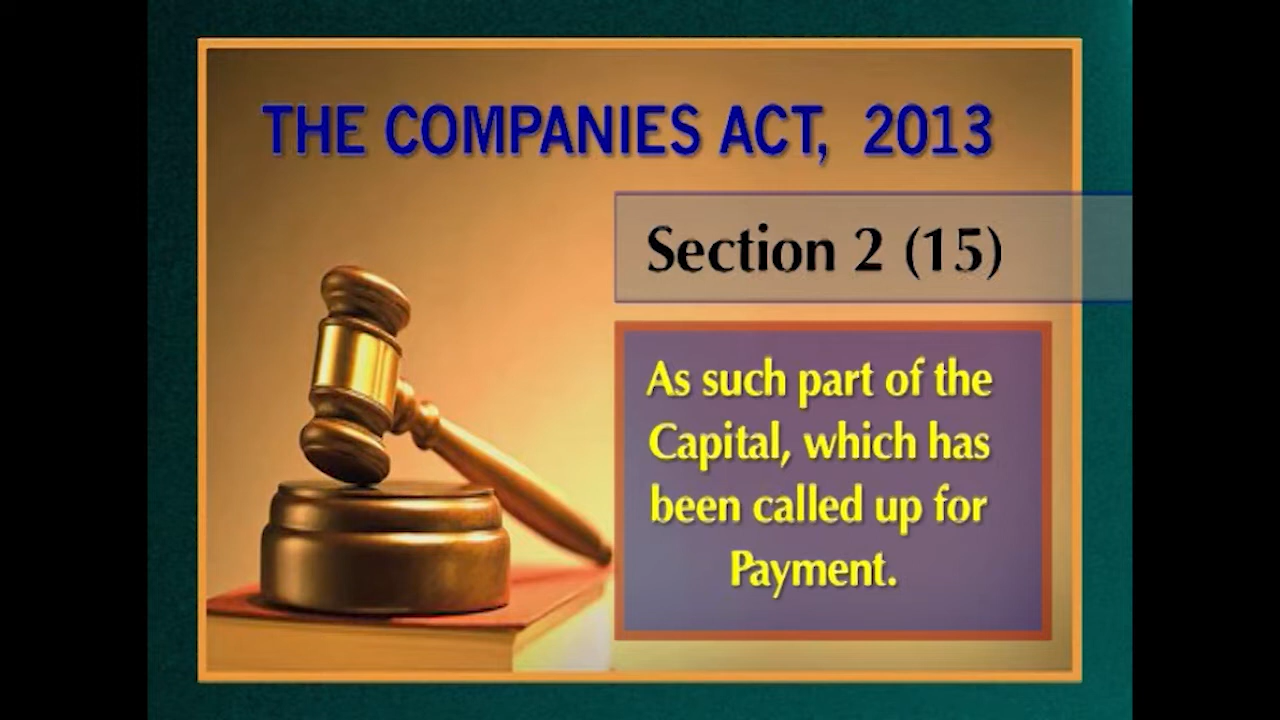 THE COMPANIES ACT, 2013
Section 2 (15)
As such part of the
Capital, which has
been called up for
Payment.